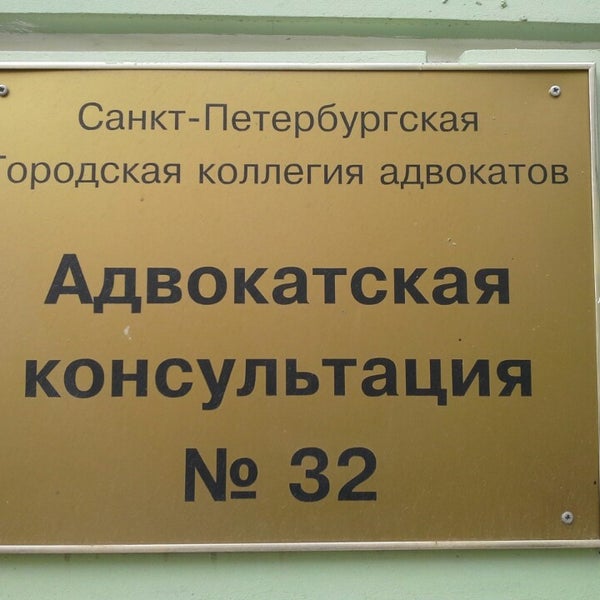 Санкт-Петербургская
Городская коллегия адвокатов
Адвокатская
консультация
№ 32